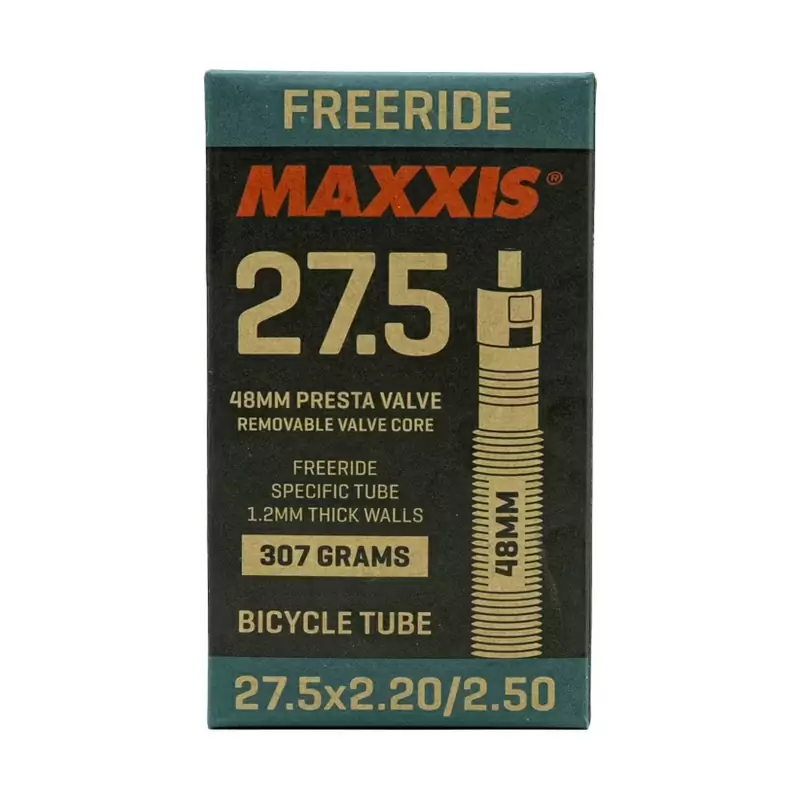 FREERIDE
MAXXIS®
27.5
48MM PRESTA VALVE
REMOVABLE VALVE CORE
FREERIDE
SPECIFIC TUBE
1.2MM THICK WALLS
307 GRAMS
BICYCLE TUBE
48MM
27.5x2.20/2.50